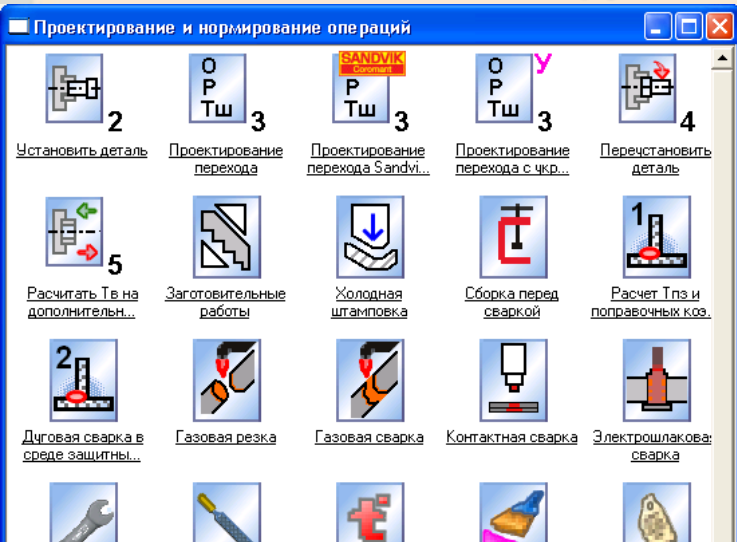 Проектирование и нормирование операций
2
О
Р
Тш
3
SANDVIK
Coromant
Р
Тш
3
О
Р
Тш
У
3
4
Установить деталь
Проектирование
перехода
Проектирование
перехода Sandvi...
Проектирование
перехода с укр...
Переустановить
деталь
5
1
Расчитать Тв на
дополнительн...
Заготовительные
работы
Холодная
штамповка
Сборка перед
сваркой
Расчет Тпз и
поправочных коэ.
2
Дуговая сварка в
среде защитны...
Газовая резка
Газовая сварка
Контактная сварка
Электрошлакова
сварка
t